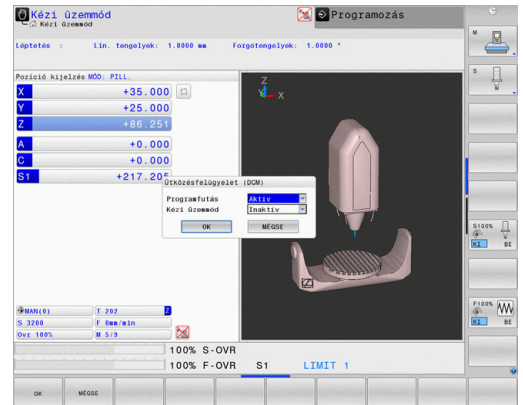 Kézi üzemmód
Kézi üzemmód
Programozás
Léptetés : Lin. tengelyek: 1.0000 mm Forgótengelyek: 1.0000 °
Pozíció kijelzés MÓD: PILL.
X +35.000
Y +25.000
Z +86.251
A +0.000
C +0.000
S1 +217.205
Z
Y
X
Ütközésfelügyelet (DCM)
Programfutás Aktív
Kézi üzemmód Inaktív
OK MÉGSE
MAN(0) T 202 Z
S 3200 F 0mm/min
Ovr 100% M 5/9
100% S-OVR
100% F-OVR S1 LIMIT 1
M
S
S100%
KI BE
F100%
KI BE
OK MÉGSE